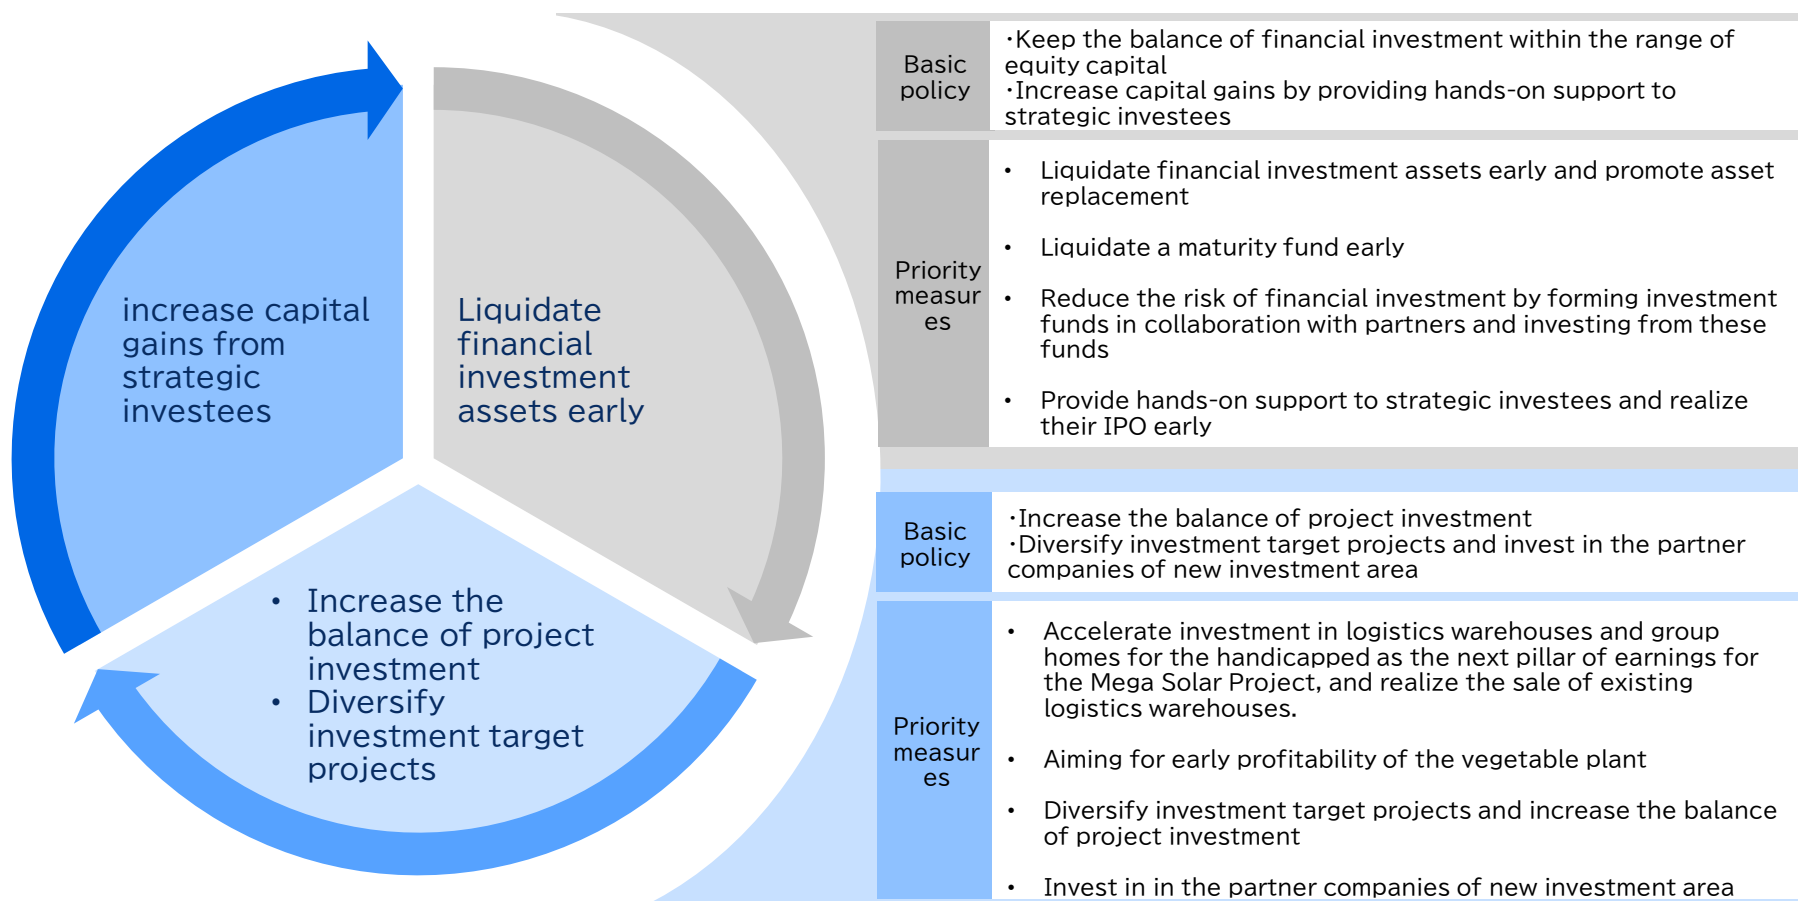 increase capital
gains from
strategic
investees
Liquidate
financial
investment
assets early
• Increase the
balance of project
investment
• Diversify
investment target
projects
Basic
policy
・Keep the balance of financial investment within the range of
equity capital
・Increase capital gains by providing hands-on support to
strategic investees
Priority
measur
es
• Liquidate financial investment assets early and promote asset
replacement
• Liquidate a maturity fund early
• Reduce the risk of financial investment by forming investment
funds in collaboration with partners and investing from these
funds
• Provide hands-on support to strategic investees and realize
their IPO early
Basic
policy
・Increase the balance of project investment
・Diversify investment target projects and invest in the partner
companies of new investment area
Priority
measur
es
• Accelerate investment in logistics warehouses and group
homes for the handicapped as the next pillar of earnings for
the Mega Solar Project, and realize the sale of existing
logistics warehouses.
• Aiming for early profitability of the vegetable plant
• Diversify investment target projects and increase the balance
of project investment
• Invest in in the partner companies of new investment area